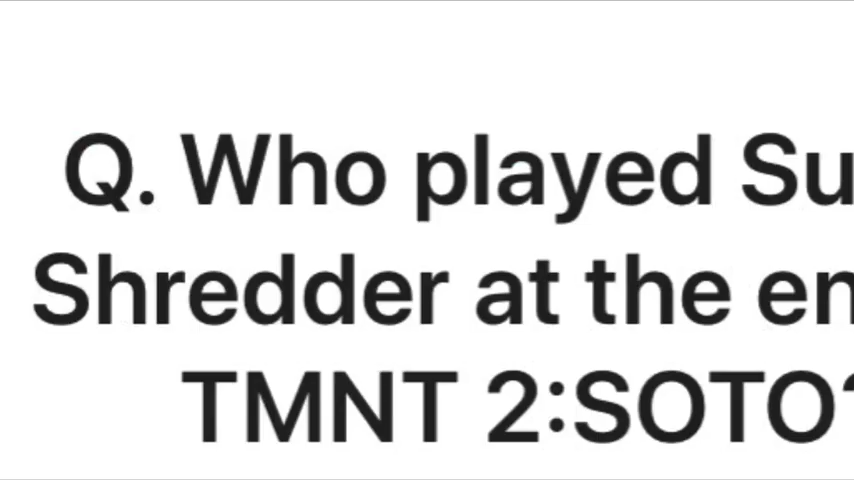 Q. Who played Su
Shredder at the en
TMNT 2:SOTO?